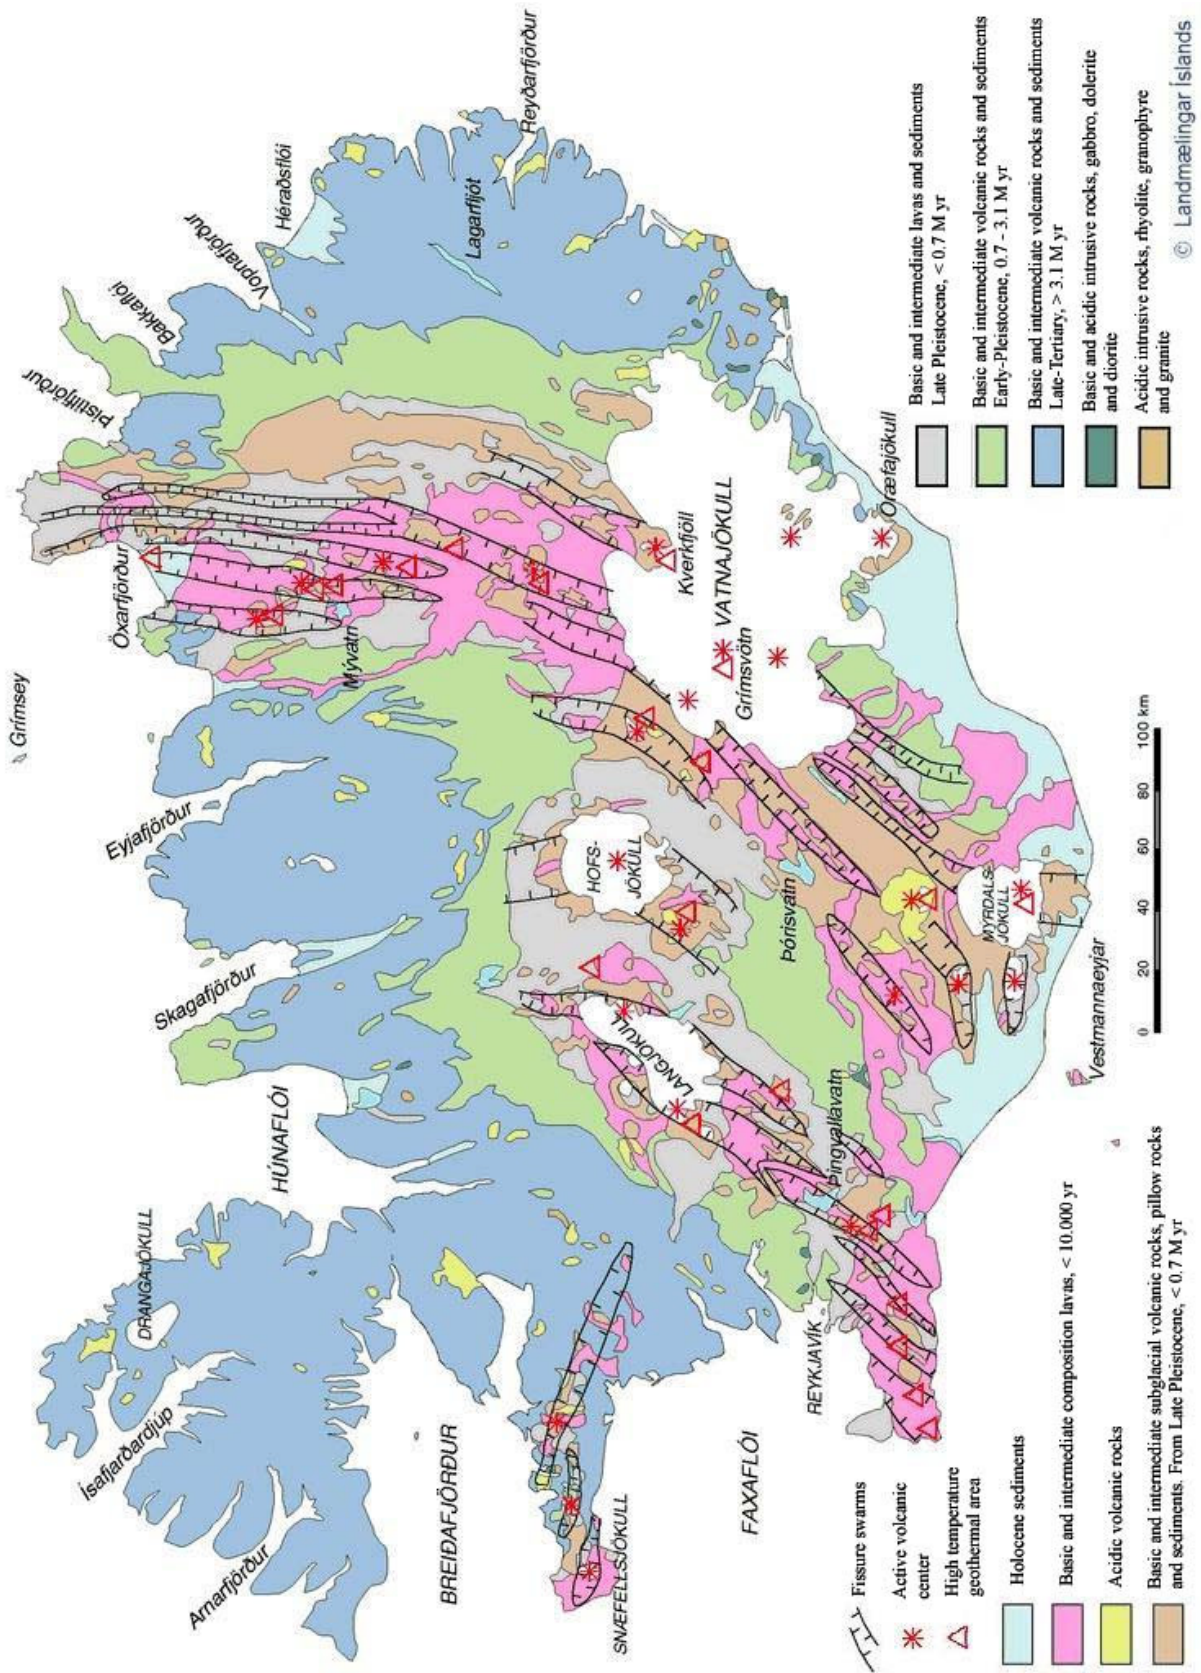 Grímsey
Þistilfjörður
Bakkaflói
Vopnafjörður
Héraðsflói
Öxarfjörður
Eyjafjörður
Skagafjörður
HÚNAFLÓI
DRANGAJÖKULL
Ísafjarðardjúp
Arnarfjörður
BREIÐAFJÖRÐUR
Mývatn
Lagarfljót
Reyðarfjörður
HOFS-
JÖKULL
LANGJÖKULL
Kverkfjöll
VATNAJÖKULL
Grímsvötn
Öræfajökull
Þórisvatn
Þingvallavatn
SNÆFELLSJÖKULL
FAXAFLÓI
REYKJAVÍK
MYRDALS-
JÖKULL
Vestmannaeyjar
0 20 40 60 80 100 km
Fissure swarms
Active volcanic
center
High temperature
geothermal area
Holocene sediments
Basic and intermediate composition lavas, < 10.000 yr
Acidic volcanic rocks
Basic and intermediate subglacial volcanic rocks, pillow rocks
and sediments. From Late Pleistocene, < 0.7 M yr
Basic and intermediate lavas and sediments
Late Pleistocene, < 0.7 M yr
Basic and intermediate volcanic rocks and sediments
Early-Pleistocene, 0.7 - 3.1 M yr
Basic and intermediate volcanic rocks and sediments
Late-Tertiary, > 3.1 M yr
Basic and acidic intrusive rocks, gabbro, dolerite
and diorite
Acidic intrusive rocks, rhyolite, granophyre
and granite
© Landmælingar Íslands